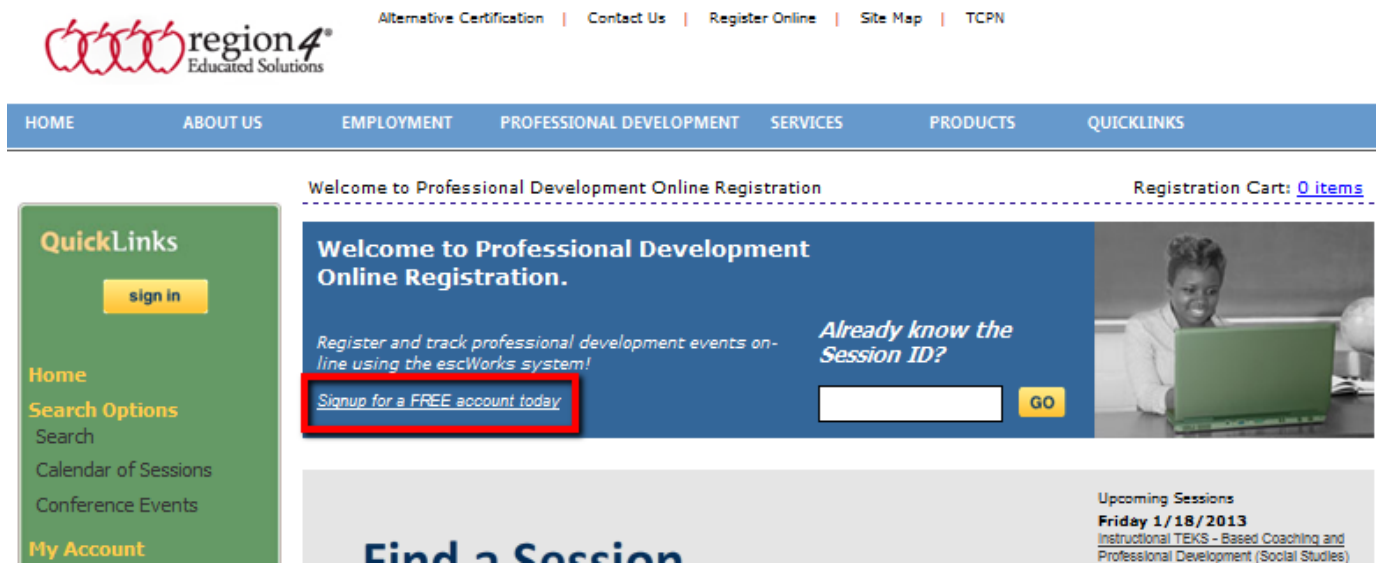 Alternative Certification | Contact Us | Register Online | Site Map | TCPN
region 4®
Educated Solutions
HOME ABOUT US EMPLOYMENT PROFESSIONAL DEVELOPMENT SERVICES PRODUCTS QUICKLINKS
Welcome to Professional Development Online Registration
Registration Cart: 0 items
QuickLinks
sign in
Home
Search Options
Search
Calendar of Sessions
Conference Events
My Account
Welcome to Professional Development
Online Registration.
Register and track professional development events on-
line using the escWorks system!
Signup for a FREE account today
Already know the
Session ID?
GO
Find a Session
Upcoming Sessions
Friday 1/18/2013
Instructional TEKS - Based Coaching and
Professional Development (Social Studies)